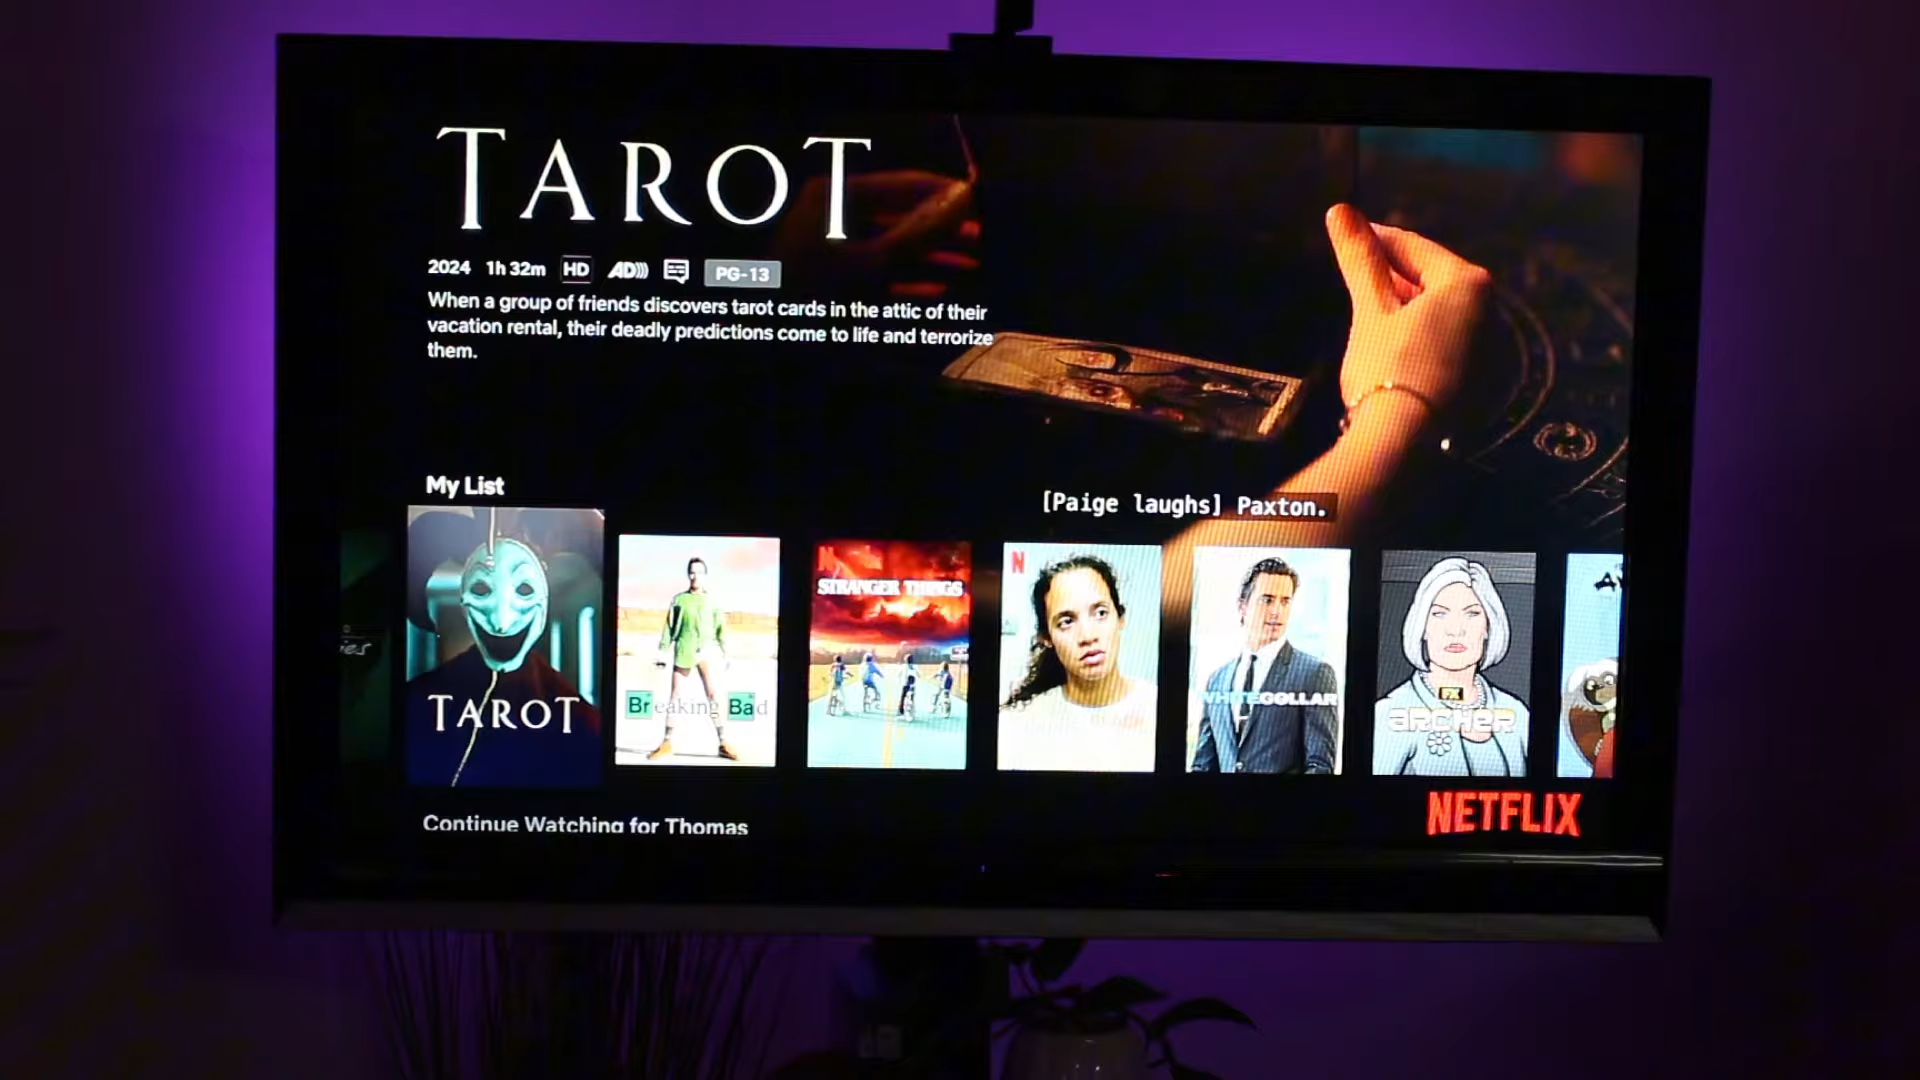 TAROT
2024 1h 32m HD AD PG-13
When a group of friends discovers tarot cards in the attic of their
vacation rental, their deadly predictions come to life and terrorize
them.
My List
[Paige laughs] Paxton.
TAROT
Breaking Bad
N
STRANGER THINGS
N
BLACK
WHITE COLLAR
FX
ARCHER
Continue Watching for Thomas
NETFLIX